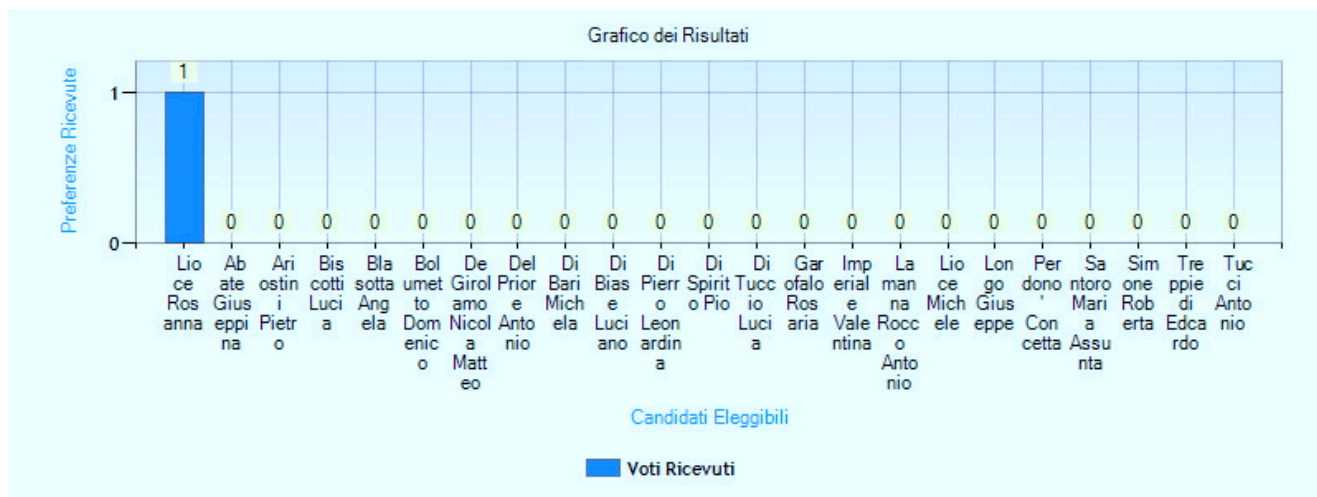 Grafico dei Risultati
Preferenze Ricevute
1
0
1
0 0 0 0 0 0 0 0 0 0 0 0 0 0 0 0 0 0 0 0 0 0
Lio
ce
Ros
anna
Ab
ate
Gius
eppi
na
Ari
ostin
i
Pietr
o
Bis
cotti
Luci
a
Bla
sotta
Ang
ela
Bol
umet
to
Dom
enic
o
De
Girol
amo
Nicol
a
Matt
eo
Del
Prior
e
Anto
nio
Di
Bari
Mich
ela
Di
Bias
e
Luci
ano
Di
Pierr
o
Leon
ardin
a
Di
Spirit
o Pio
Di
Tucc
io
Luci
a
Gar
ofalo
Ros
aria
Imp
erial
e
Vale
ntina
La
man
na
Rocc
o
Anto
nio
Lio
ce
Mich
ele
Lon
go
Gius
eppe
Per
dono
'
Con
cetta
Sa
ntoro
Mari
a
Assu
nta
Sim
one
Rob
erta
Tre
ppie
di
Edca
rdo
Tuc
ci
Anto
nio
Candidati Eleggibili
Voti Ricevuti